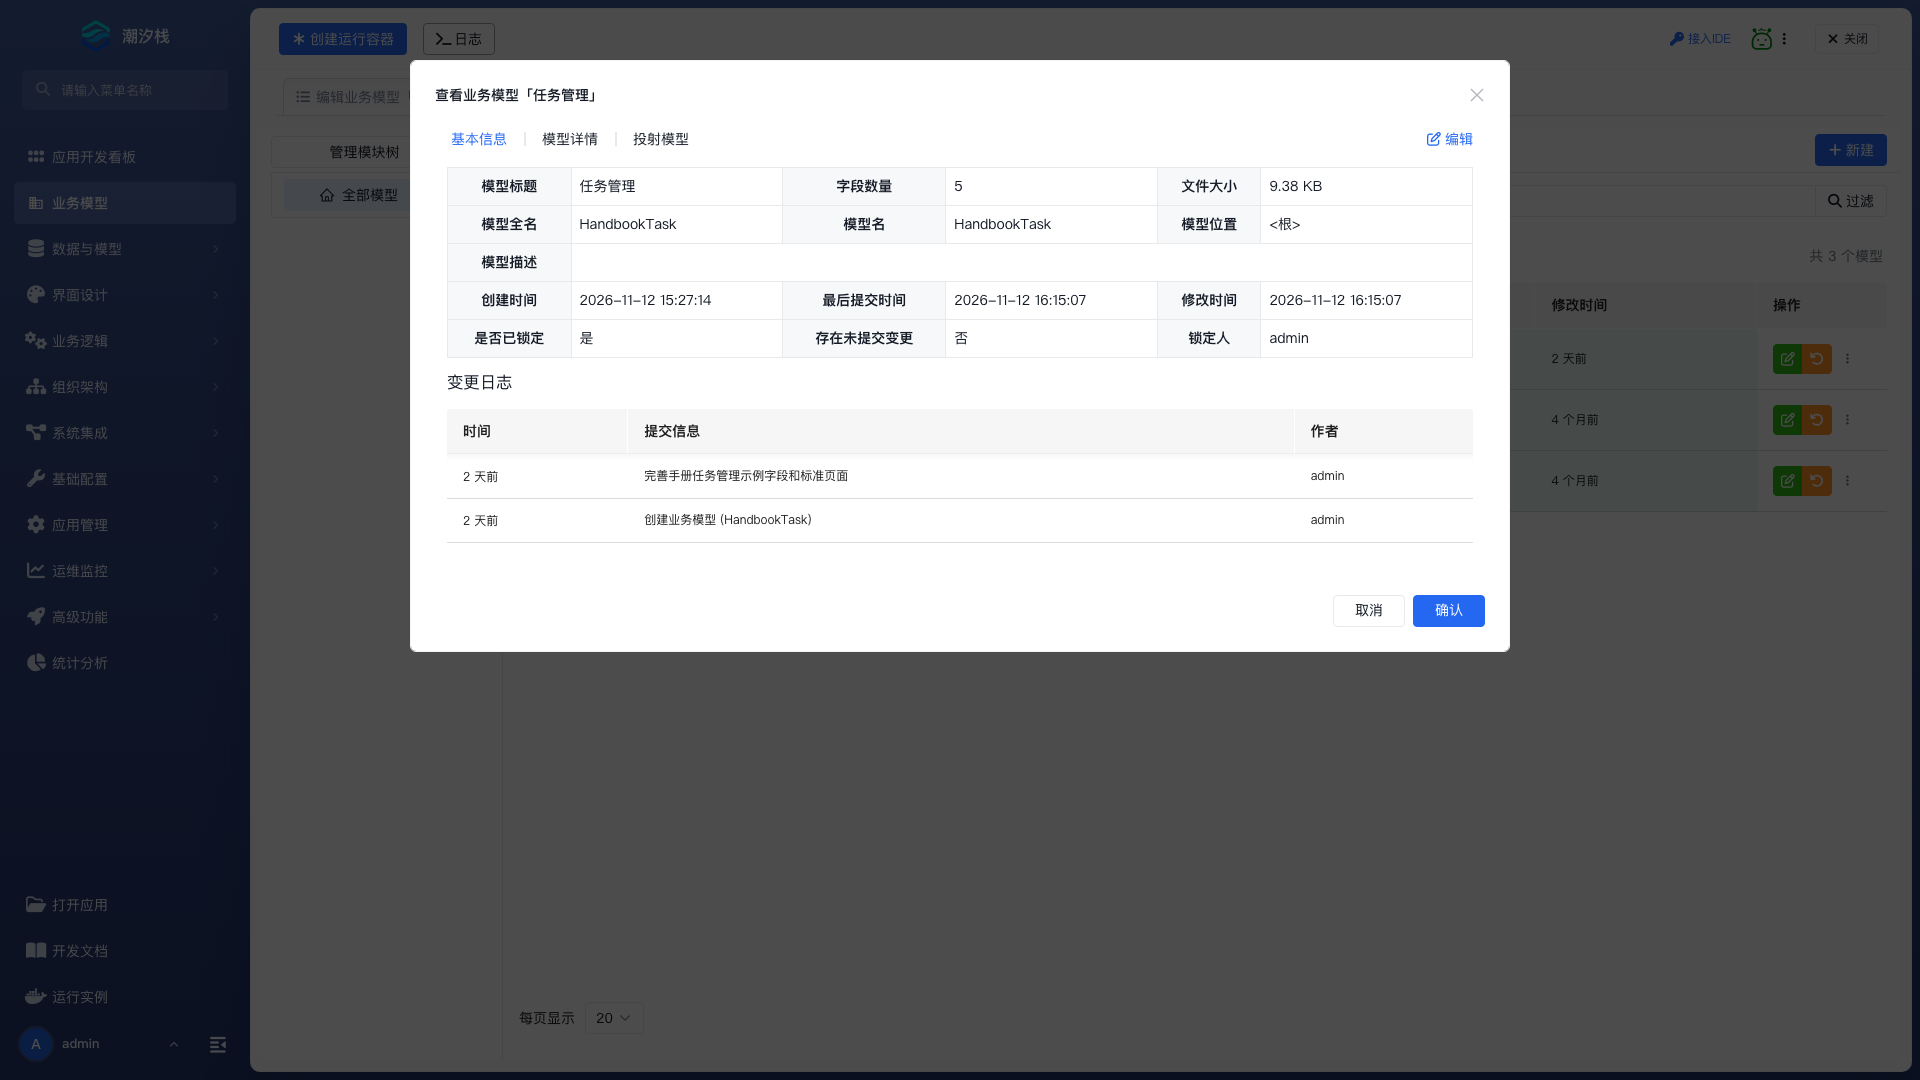 潮汐栈
请输入菜单名称
应用开发看板
业务模型
数据与模型
界面设计
业务逻辑
组织架构
系统集成
基础配置
应用管理
运维监控
高级功能
统计分析
打开应用
开发文档
运行实例
A admin
创建运行容器 日志 接入IDE 关闭
编辑业务模型
管理模块树 新建
全部模型 过滤
共 3 个模型
修改时间 操作
2 天前
4 个月前
4 个月前
每页显示 20
查看业务模型「任务管理」
基本信息 模型详情 投射模型 编辑
模型标题 任务管理 字段数量 5 文件大小 9.38 KB
模型全名 HandbookTask 模型名 HandbookTask 模型位置 <根>
模型描述
创建时间 2026-11-12 15:27:14 最后提交时间 2026-11-12 16:15:07 修改时间 2026-11-12 16:15:07
是否已锁定 是 存在未提交变更 否 锁定人 admin
变更日志
时间 提交信息 作者
2 天前 完善手册任务管理示例字段和标准页面 admin
2 天前 创建业务模型 (HandbookTask) admin
取消 确认